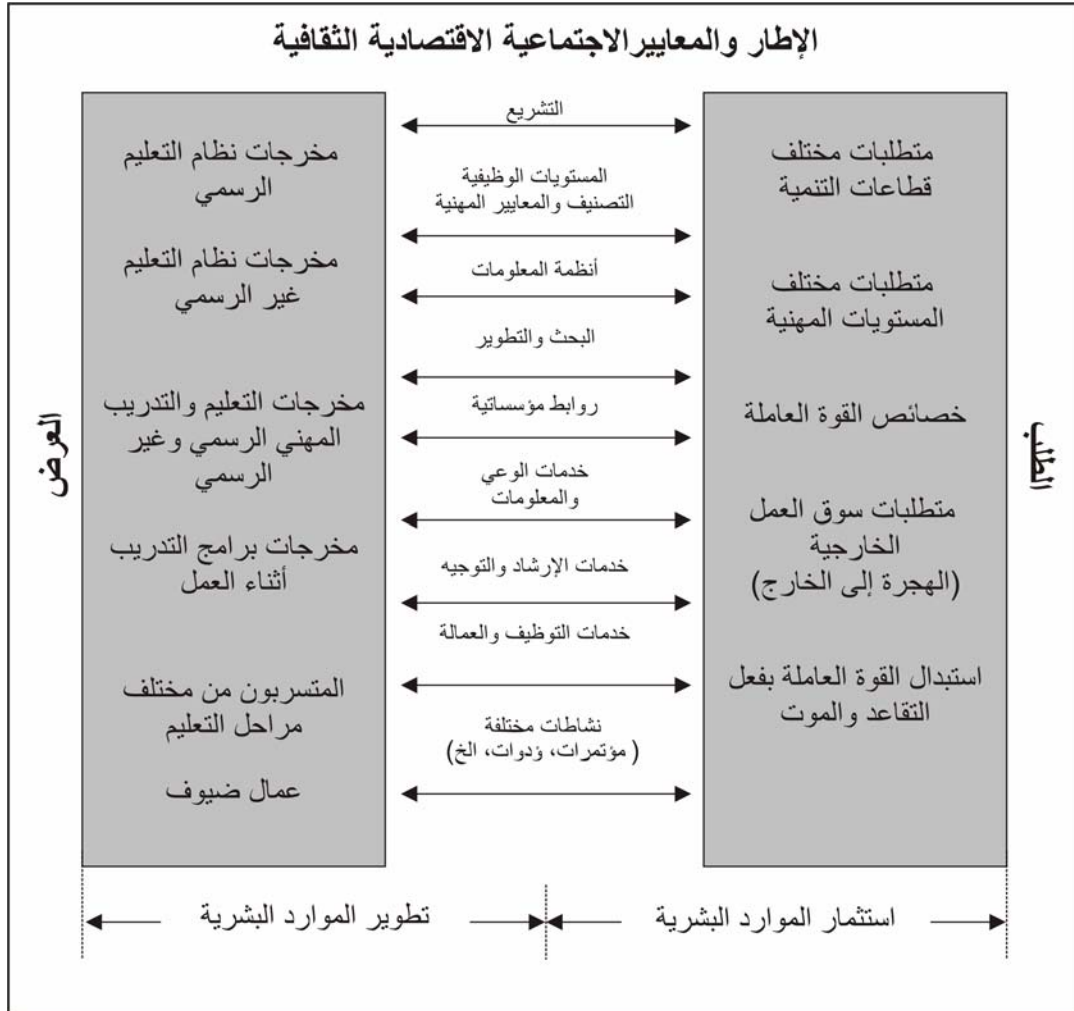 الإطار والمعايير الاجتماعية الاقتصادية الثقافية
الطلب
متطلبات مختلف
قطاعات التنمية
متطلبات مختلف
المستويات المهنية
خصائص القوة العاملة
متطلبات سوق العمل
الخارجية
(الهجرة إلى الخارج)
استبدال القوة العاملة بفعل
التقاعد والموت
التشريع
المستويات الوظيفية
التصنيف والمعايير المهنية
أنظمة المعلومات
البحث والتطوير
روابط مؤسساتية
خدمات الوعي
والمعلومات
خدمات الإرشاد والتوجيه
خدمات التوظيف والعمالة
نشاطات مختلفة
(مؤتمرات، ؤدوات، الخ)
مخرجات نظام التعليم
الرسمي
مخرجات نظام التعليم
غير الرسمي
مخرجات التعليم والتدريب
المهني الرسمي وغير
الرسمي
مخرجات برامج التدريب
أثناء العمل
المتسربون من مختلف
مراحل التعليم
عمال ضيوف
العرض
استثمار الموارد البشرية
تطوير الموارد البشرية